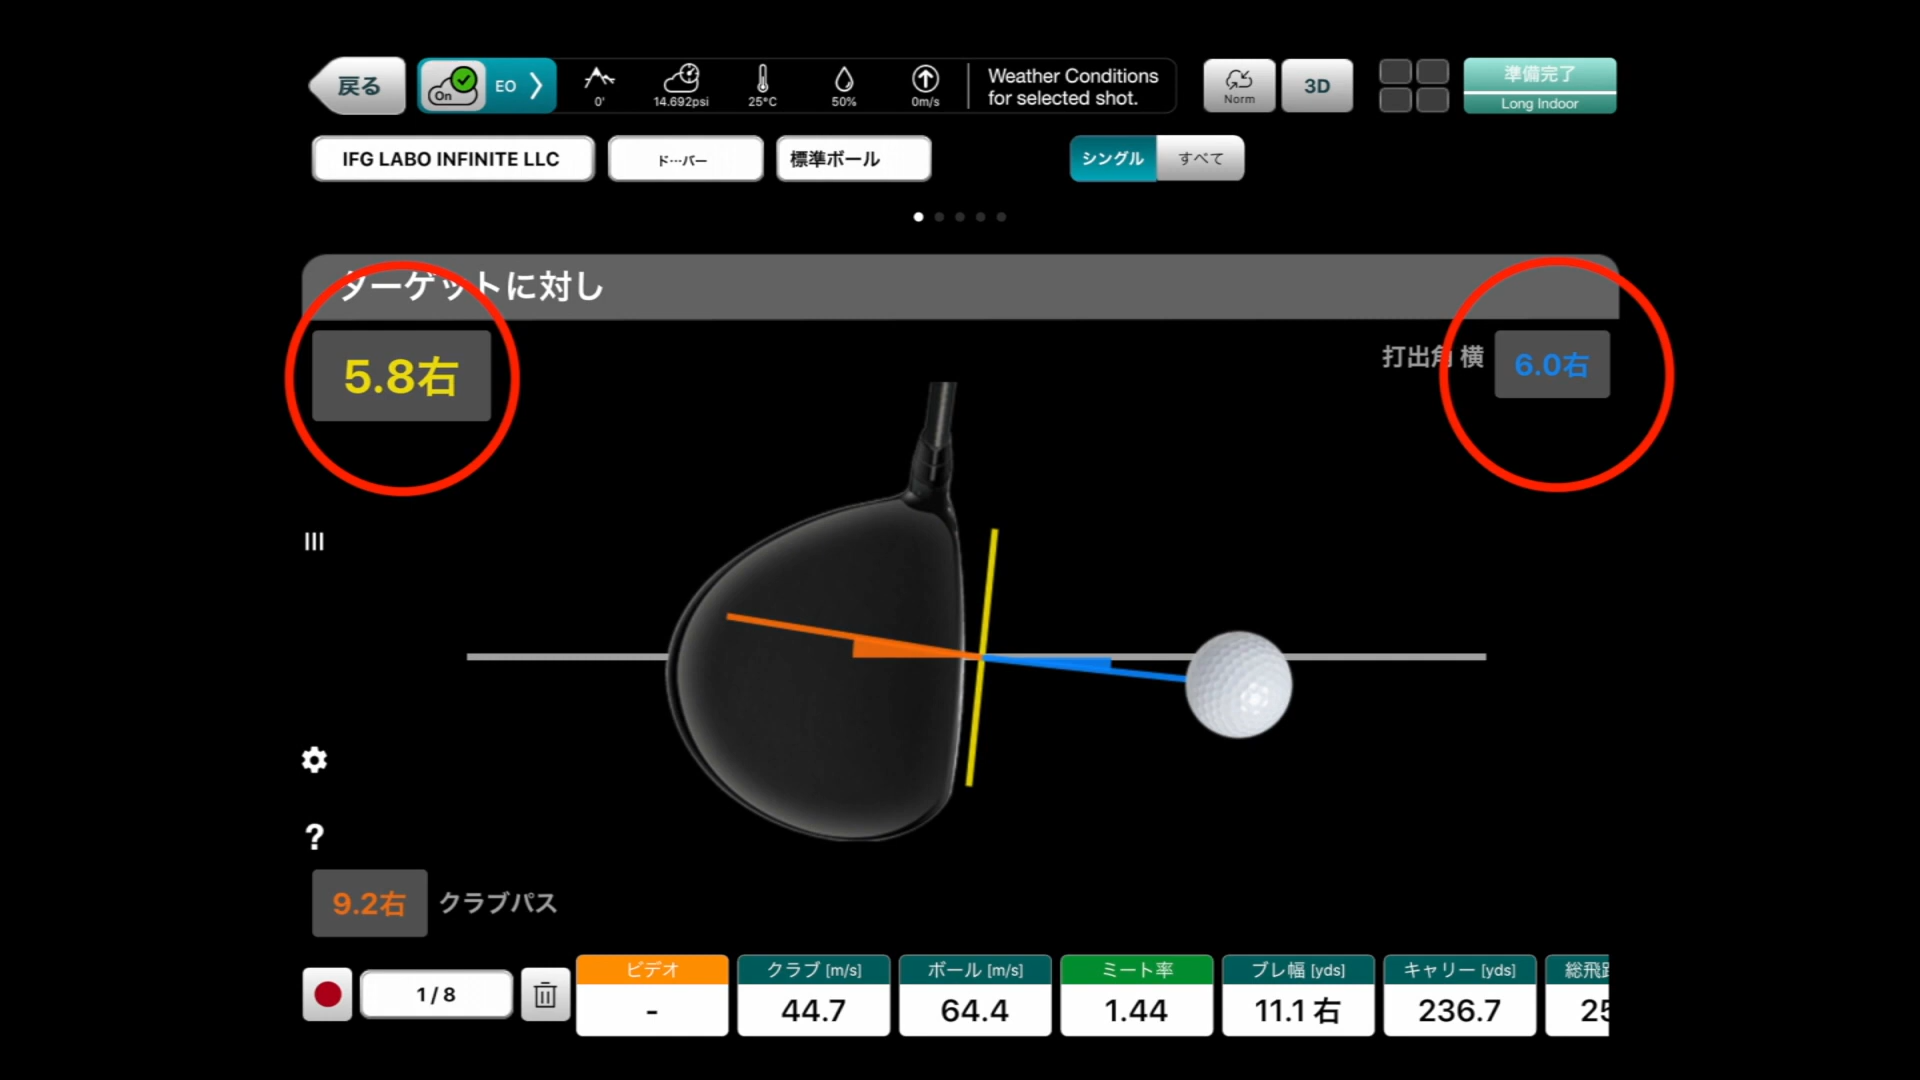 戻る
On
EO
0'
14.692psi
25°C
50%
0m/s
Weather Conditions
for selected shot.
Norm
3D
準備完了
Long Indoor
IFG LABO INFINITE LLC
ド…バー
標準ボール
シングル
すべて
ターゲットに対し
5.8右
打出角 横
6.0右
?
9.2右
クラブパス
1 / 8
ビデオ
-
クラブ [m/s]
44.7
ボール [m/s]
64.4
ミート率
1.44
ブレ幅 [yds]
11.1 右
キャリー [yds]
236.7
総飛
25